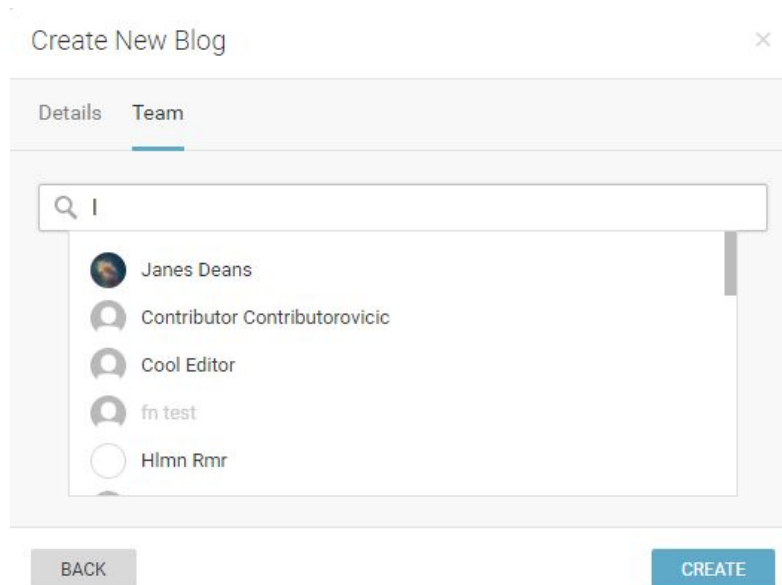 Create New Blog
Details Team
Janes Deans
Contributor Contributorovicic
Cool Editor
fn test
Hlmn Rmr
BACK CREATE